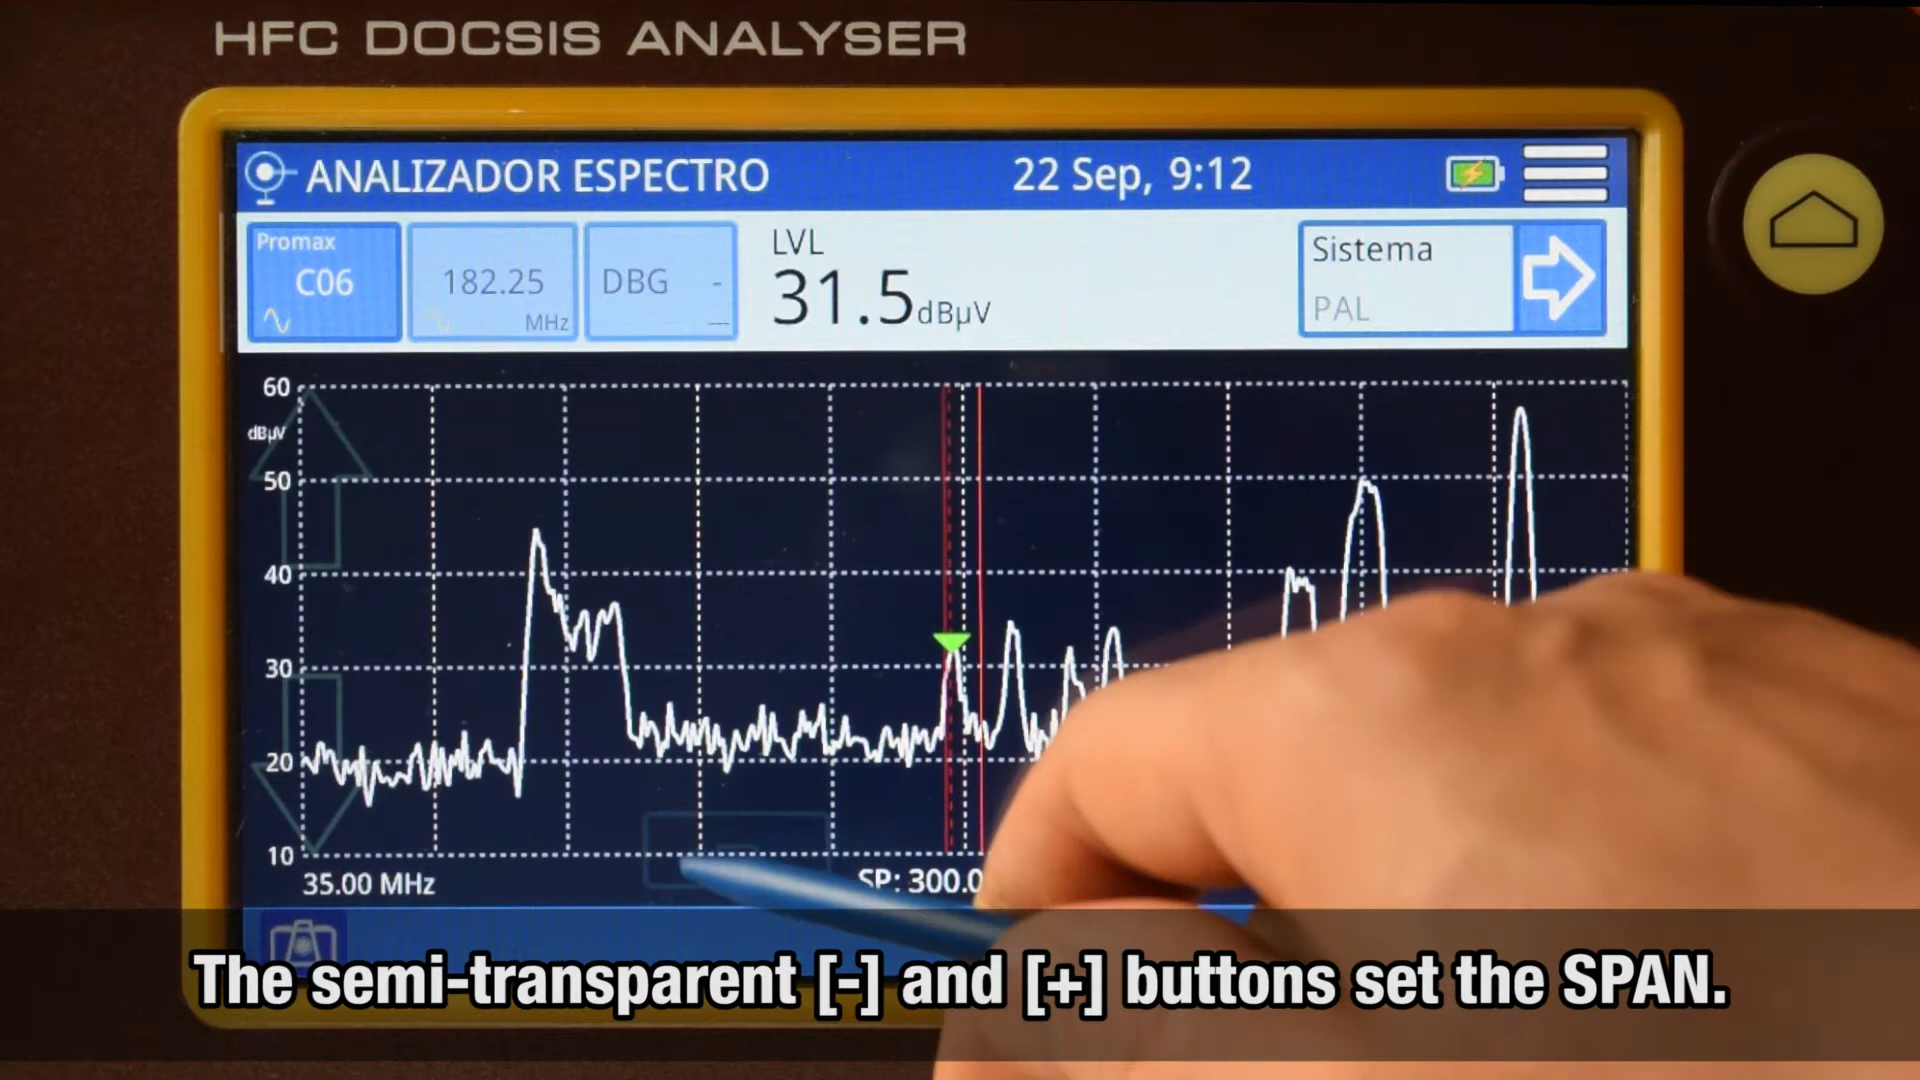 HFC DOCSIS ANALYSER
ANALIZADOR ESPECTRO
22 Sep, 9:12
Promax
C06
182.25
MHz
DBG -
LVL
31.5dBµV
Sistema
PAL
60
dBµV
50
40
30
20
10
35.00 MHz
SP: 300.0
The semi-transparent [-] and [+] buttons set the SPAN.